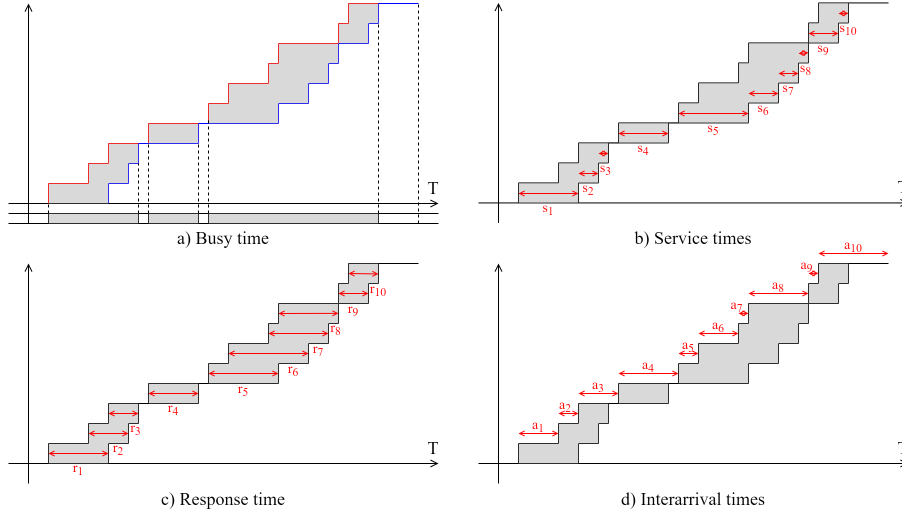 T
s10
s9
s8
s7
s6
s5
s4
s3
s2
s1
T
a) Busy time
b) Service times
r10
r9
r8
r7
r6
r5
r4
r3
r2
r1
T
a10
a9
a8
a7
a6
a5
a4
a3
a2
a1
T
c) Response time
d) Interarrival times